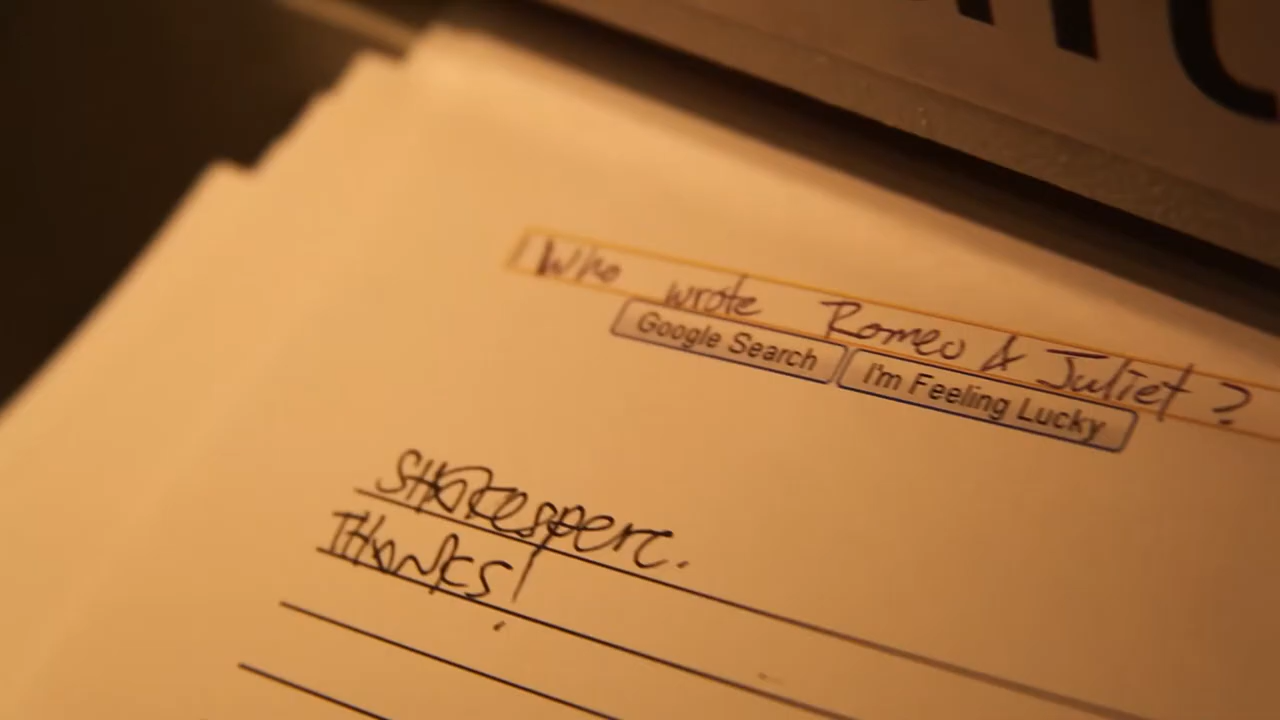 Who wrote Romeo & Juliet ?
Google Search I'm Feeling Lucky
SHaKespere.
THaNKS!